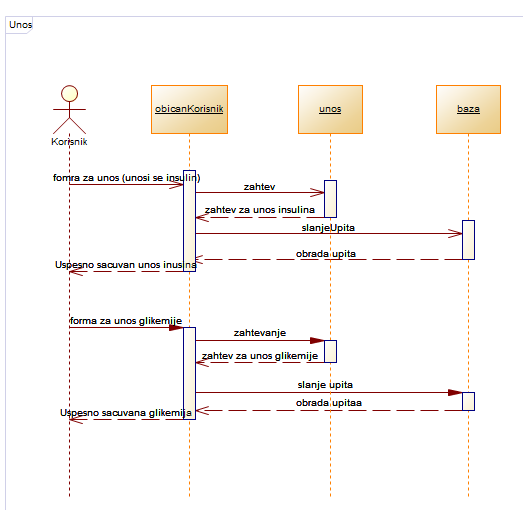 Unos
obicanKorisnik
unos
baza
Korisnik
fomra za unos (unosi se insulin)
zahtev
zahtev za unos insulina
slanjeUpita
obrada upita
Uspesno sacuvan unos inusina
forma za unos glikemije
zahtevanje
zahtev za unos glikemije
slanje upita
obrada upitaa
Uspesno sacuvana glikemija